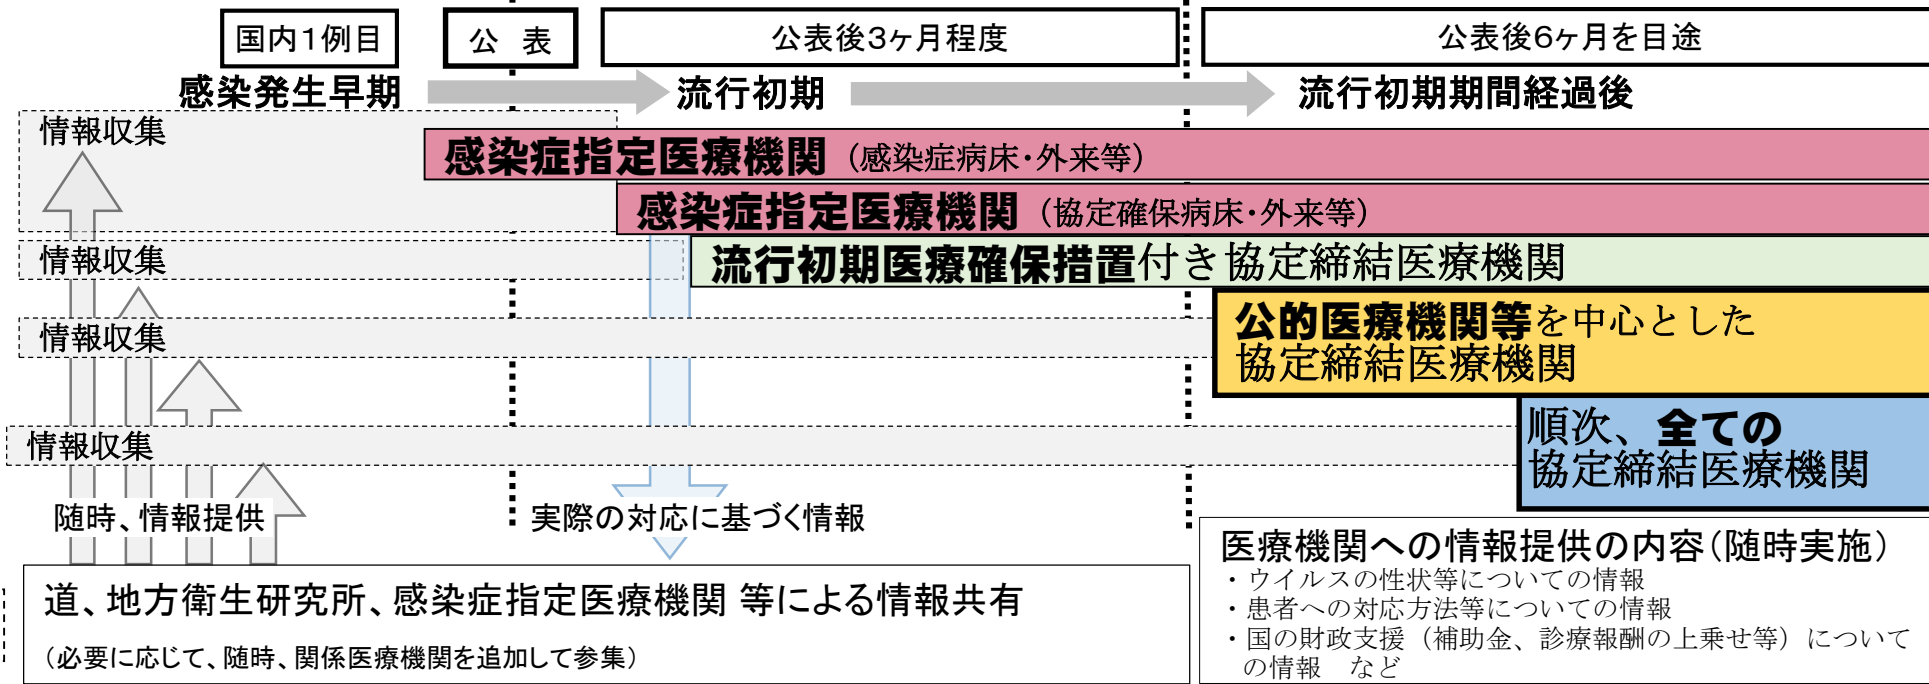 国内1例目
公 表
公表後3ヶ月程度
公表後6ヶ月を目途
感染発生早期
流行初期
流行初期期間経過後
情報収集
感染症指定医療機関（感染症病床・外来等）
感染症指定医療機関（協定確保病床・外来等）
情報収集
流行初期医療確保措置付き協定締結医療機関
情報収集
公的医療機関等を中心とした
協定締結医療機関
情報収集
順次、全ての
協定締結医療機関
随時、情報提供
実際の対応に基づく情報
道、地方衛生研究所、感染症指定医療機関 等による情報共有
（必要に応じて、随時、関係医療機関を追加して参集）
医療機関への情報提供の内容（随時実施）
・ウイルスの性状等についての情報
・患者への対応方法等についての情報
・国の財政支援（補助金、診療報酬の上乗せ等）について
の情報　など